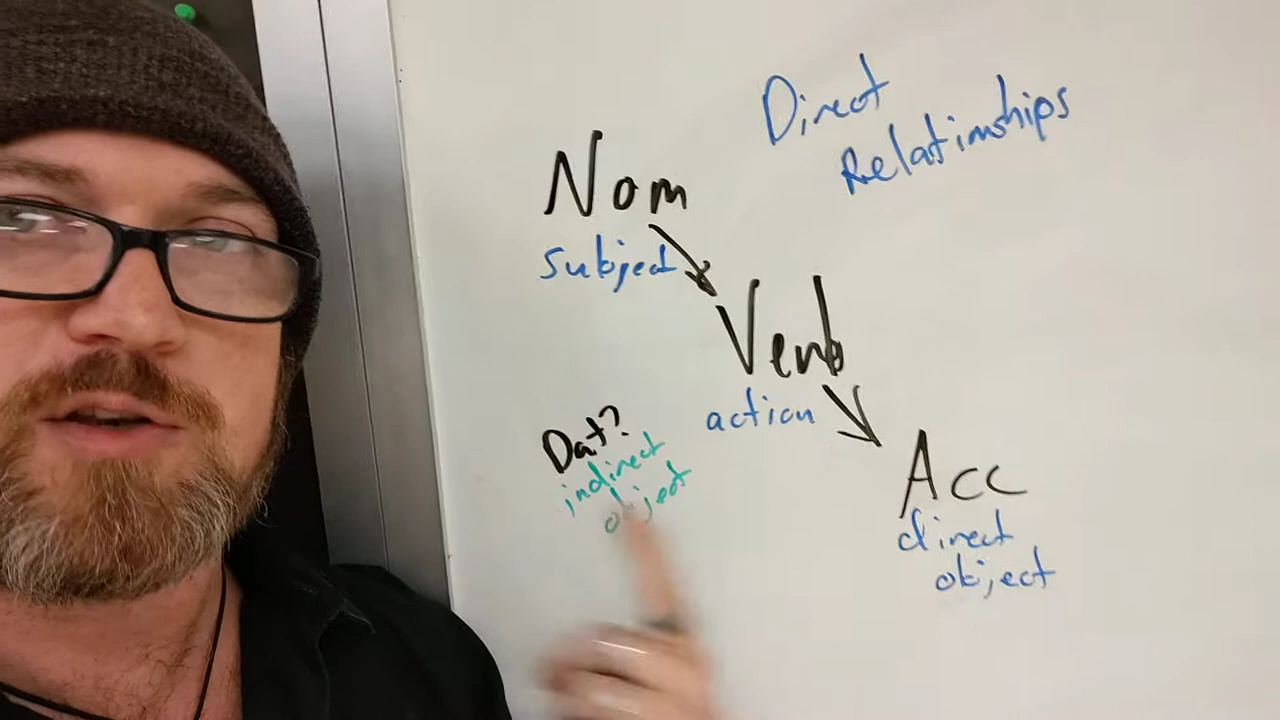 Direct
Relationships
Nom
subject
Verb
action
Dat?
indirect
object
Acc
direct
object